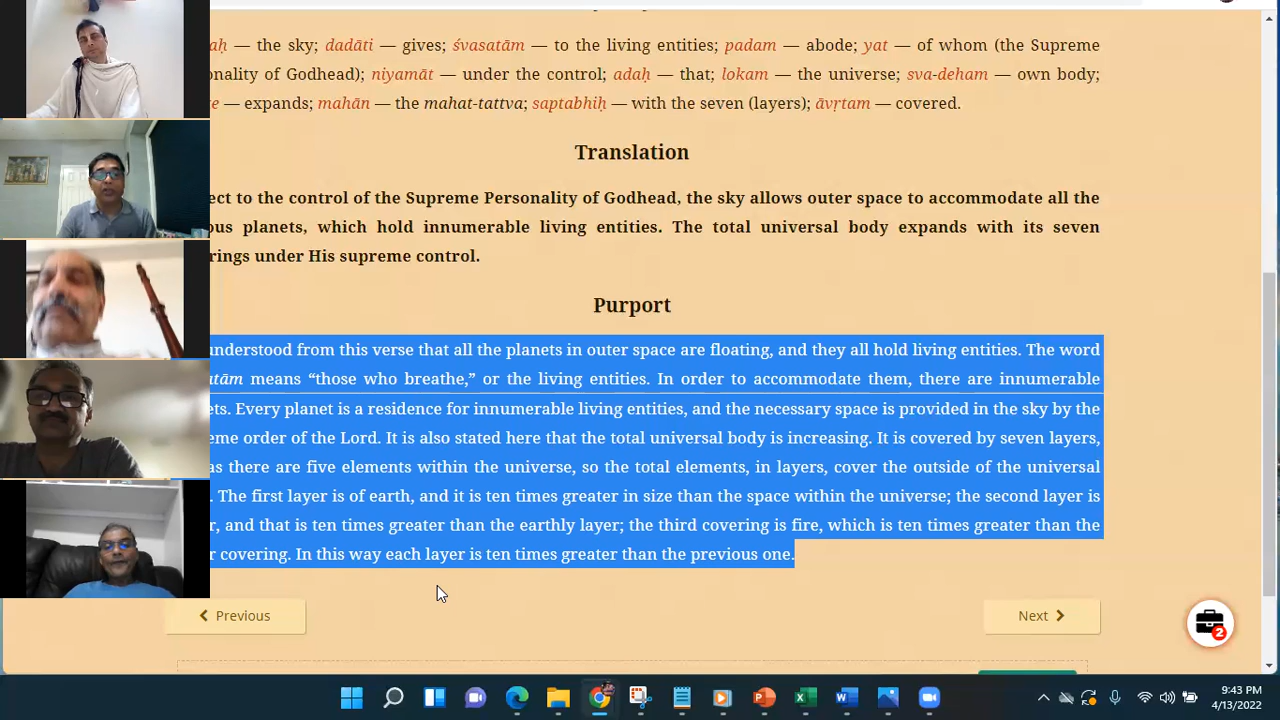 aḥ — the sky; dadāti — gives; śvasatām — to the living entities; padam — abode; yat — of whom (the Supreme
onality of Godhead); niyamāt — under the control; adaḥ — that; lokam — the universe; sva-deham — own body;
— expands; mahān — the mahat-tattva; saptabhiḥ — with the seven (layers); āvṛtam — covered.
Translation
ect to the control of the Supreme Personality of Godhead, the sky allows outer space to accommodate all the
ous planets, which hold innumerable living entities. The total universal body expands with its seven
rings under His supreme control.
Purport
understood from this verse that all the planets in outer space are floating, and they all hold living entities. The word
atām means “those who breathe,” or the living entities. In order to accommodate them, there are innumerable
ets. Every planet is a residence for innumerable living entities, and the necessary space is provided in the sky by the
eme order of the Lord. It is also stated here that the total universal body is increasing. It is covered by seven layers,
as there are five elements within the universe, so the total elements, in layers, cover the outside of the universal
. The first layer is of earth, and it is ten times greater in size than the space within the universe; the second layer is
r, and that is ten times greater than the earthly layer; the third covering is fire, which is ten times greater than the
r covering. In this way each layer is ten times greater than the previous one.
Previous
Next
2
9:43 PM
4/13/2022